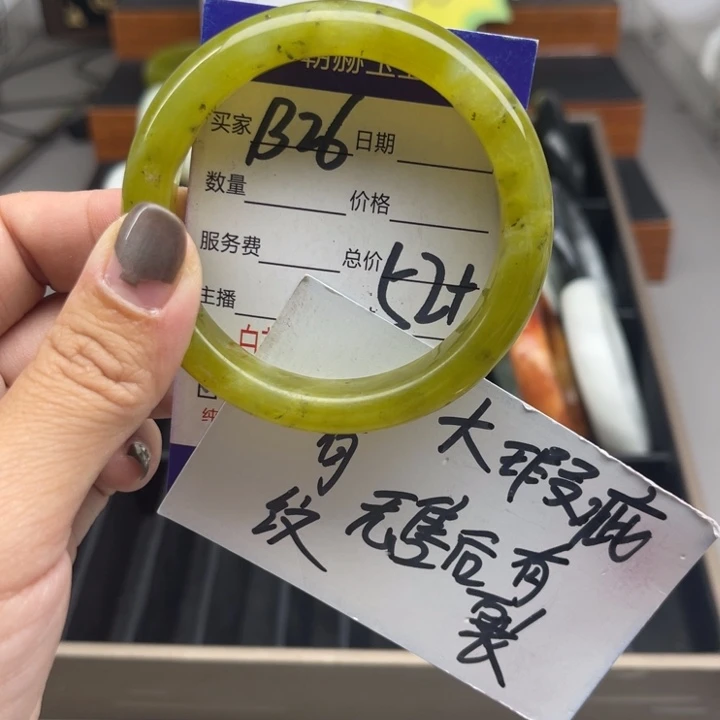 买家 B26 日期
数量 价格
服务费 总价
主播
有 大瑕疵
纹 无售后有
裂